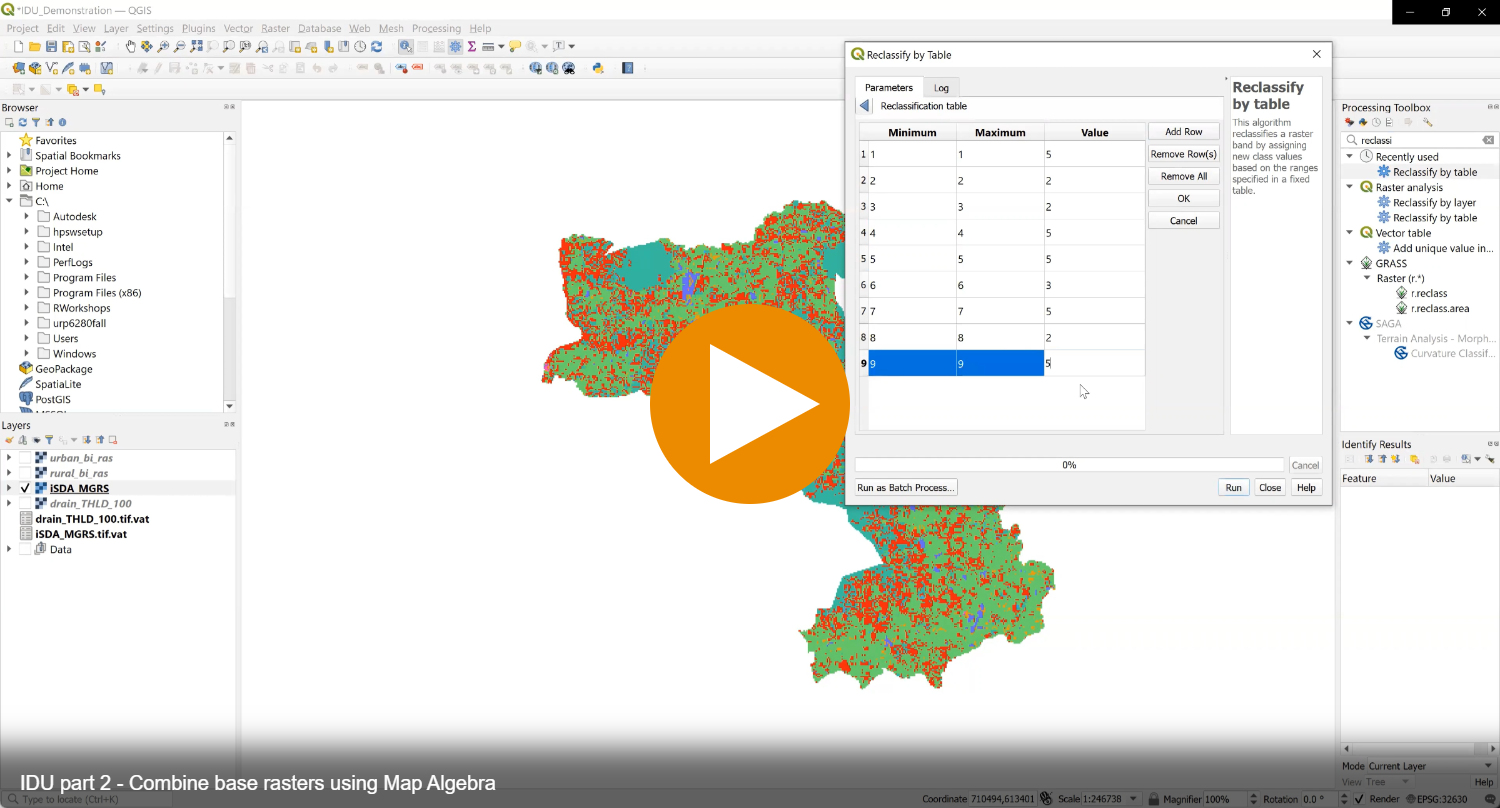 *IDU_Demonstration — QGIS
Project Edit View Layer Settings Plugins Vector Raster Database Web Mesh Processing Help
Browser
Favorites
Spatial Bookmarks
Project Home
Home
C:\
Autodesk
hpswsetup
Intel
PerfLogs
Program Files
Program Files (x86)
RWorkshops
urp6280fall
Users
Windows
GeoPackage
SpatiaLite
PostGIS
Layers
urban_bi_ras
rural_bi_ras
iSDA_MGRS
drain_THLD_100
drain_THLD_100.tif.vat
iSDA_MGRS.tif.vat
Data
Reclassify by Table
Parameters Log
Reclassification table
Minimum Maximum Value
1 1 1 5
2 2 2 2
3 3 3 2
4 4 4 5
5 5 5 5
6 6 6 3
7 7 7 5
8 8 8 2
9 9 9 5
Add Row
Remove Row(s)
Remove All
OK
Cancel
Reclassify
by table
This algorithm
reclassifies a raster
band by assigning
new class values
based on the ranges
specified in a fixed
table.
0%
Cancel
Run as Batch Process...
Run Close Help
Processing Toolbox
reclassi
Recently used
Reclassify by table
Raster analysis
Reclassify by layer
Reclassify by table
Vector table
Add unique value in...
GRASS
Raster (r.*)
r.reclass
r.reclass.area
SAGA
Terrain Analysis - Morph...
Curvature Classif...
Identify Results
Feature Value
Mode Current Layer
View Tree Help
IDU part 2 - Combine base rasters using Map Algebra
Type to locate (Ctrl+K)
Coordinate 710494,613401 Scale 1:246738 Magnifier 100% Rotation 0.0 ° Render EPSG:32630